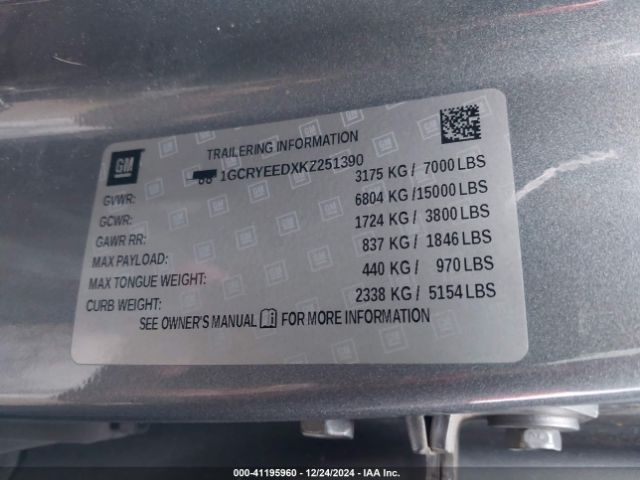 GM
TRAILERING INFORMATION
1GCRYEEDXKZ251390
GVWR: 3175 KG / 7000 LBS
GCWR: 6804 KG /15000 LBS
GAWR RR: 1724 KG / 3800 LBS
MAX PAYLOAD: 837 KG / 1846 LBS
MAX TONGUE WEIGHT: 440 KG / 970 LBS
CURB WEIGHT: 2338 KG / 5154 LBS
SEE OWNER'S MANUAL FOR MORE INFORMATION
000-41195960 - 12/24/2024 - IAA Inc.